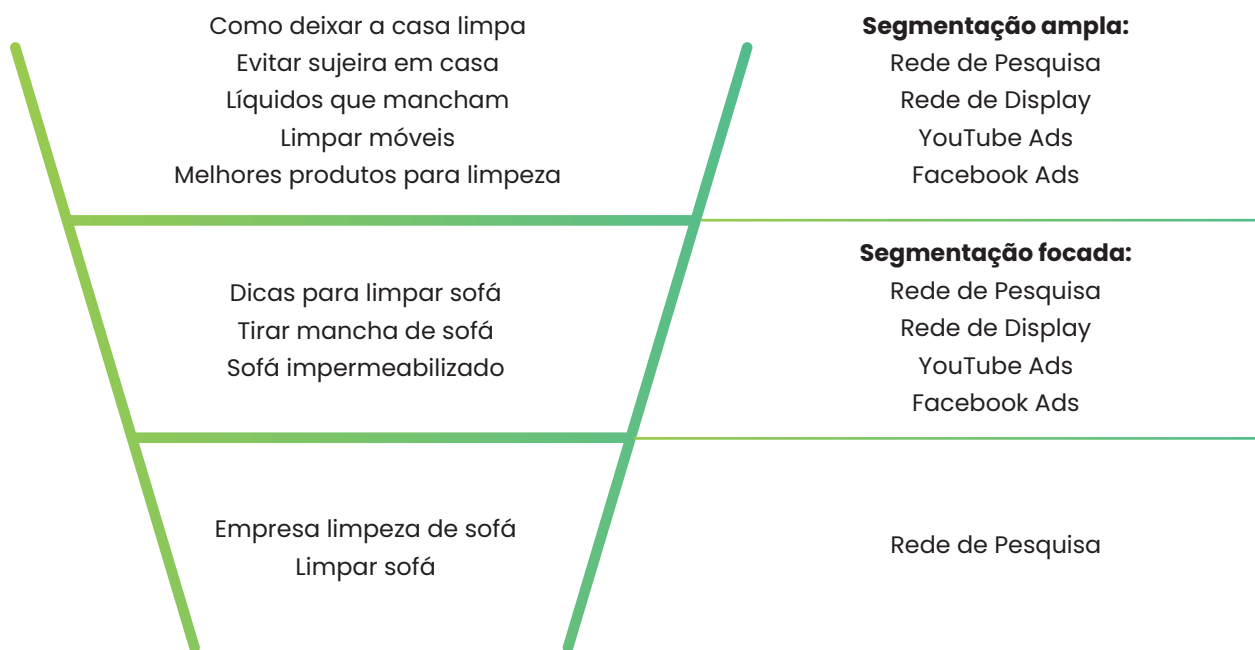 Como deixar a casa limpa
Evitar sujeira em casa
Líquidos que mancham
Limpar móveis
Melhores produtos para limpeza
Segmentação ampla:
Rede de Pesquisa
Rede de Display
YouTube Ads
Facebook Ads
Dicas para limpar sofá
Tirar mancha de sofá
Sofá impermeabilizado
Segmentação focada:
Rede de Pesquisa
Rede de Display
YouTube Ads
Facebook Ads
Empresa limpeza de sofá
Limpar sofá
Rede de Pesquisa